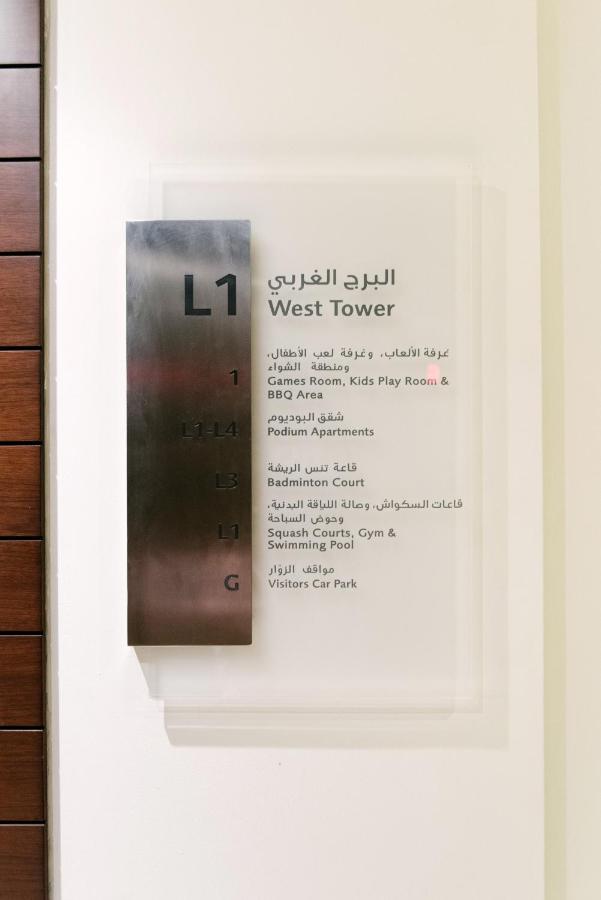 L1
البرج الغربي
West Tower
1
غرفة الألعاب، وغرفة لعب الأطفال،
ومنطقة الشواء
Games Room, Kids Play Room &
BBQ Area
L1-L4
شقق البوديوم
Podium Apartments
L3
قاعة تنس الريشة
Badminton Court
L1
قاعات السكواش، وصالة اللياقة البدنية،
وحوض السباحة
Squash Courts, Gym &
Swimming Pool
G
مواقف الزوّار
Visitors Car Park